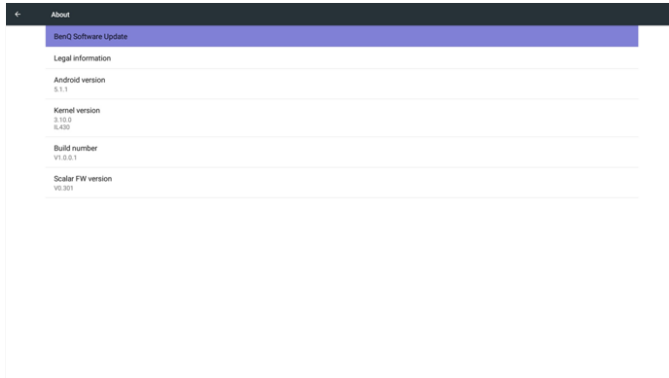 About
BenQ Software Update
Legal information
Android version
5.1.1
Kernel version
3.10.0
IL430
Build number
V1.0.0.1
Scalar FW version
V0.301